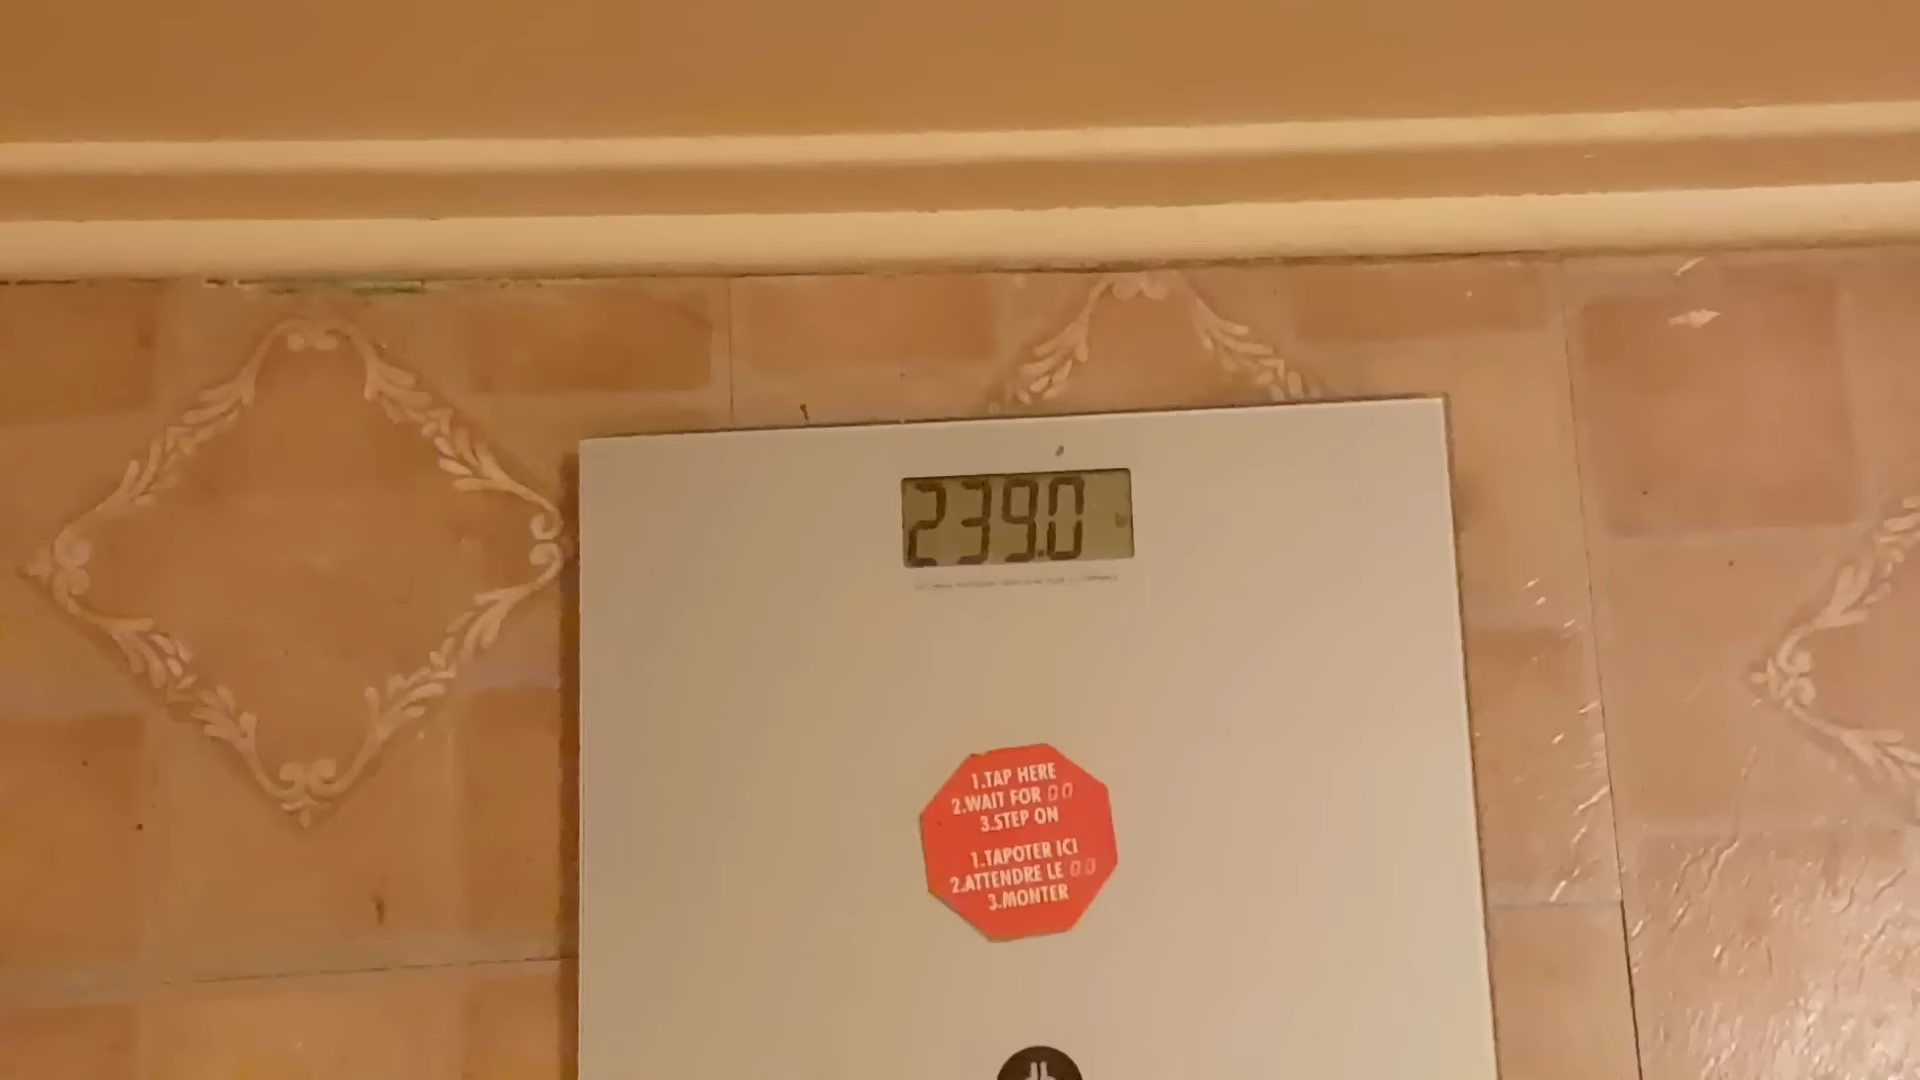 239.0
1.TAP HERE
2.WAIT FOR 0.0
3.STEP ON
1.TAPOTER ICI
2.ATTENDRE LE 0.0
3.MONTER